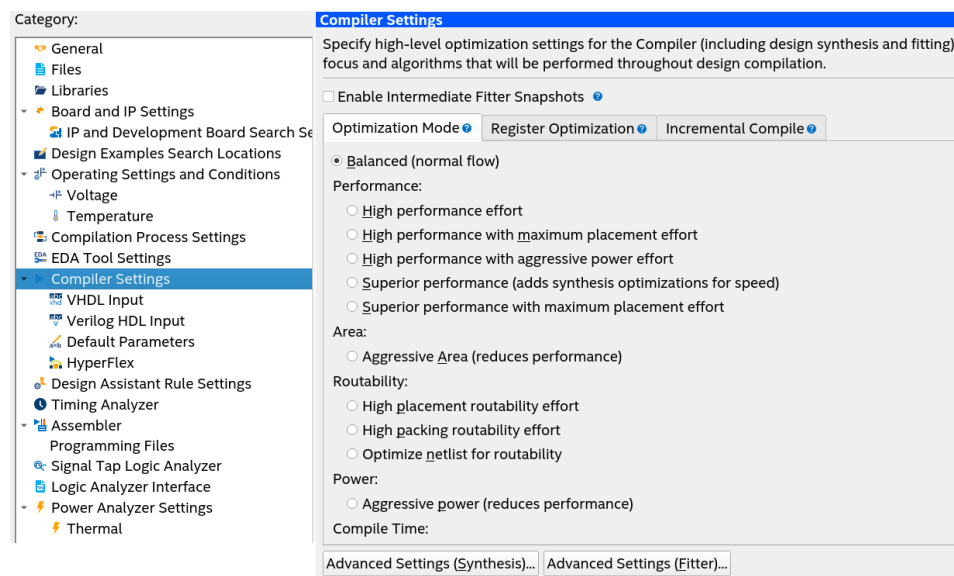 Category:
General
Files
Libraries
Board and IP Settings
IP and Development Board Search Se
Design Examples Search Locations
Operating Settings and Conditions
Voltage
Temperature
Compilation Process Settings
EDA Tool Settings
Compiler Settings
VHDL Input
Verilog HDL Input
Default Parameters
HyperFlex
Design Assistant Rule Settings
Timing Analyzer
Assembler
Programming Files
Signal Tap Logic Analyzer
Logic Analyzer Interface
Power Analyzer Settings
Thermal
Compiler Settings
Specify high-level optimization settings for the Compiler (including design synthesis and fitting)
focus and algorithms that will be performed throughout design compilation.
Enable Intermediate Fitter Snapshots
Optimization Mode Register Optimization Incremental Compile
Balanced (normal flow)
Performance:
High performance effort
High performance with maximum placement effort
High performance with aggressive power effort
Superior performance (adds synthesis optimizations for speed)
Superior performance with maximum placement effort
Area:
Aggressive Area (reduces performance)
Routability:
High placement routability effort
High packing routability effort
Optimize netlist for routability
Power:
Aggressive power (reduces performance)
Compile Time:
Advanced Settings (Synthesis)... Advanced Settings (Fitter)...